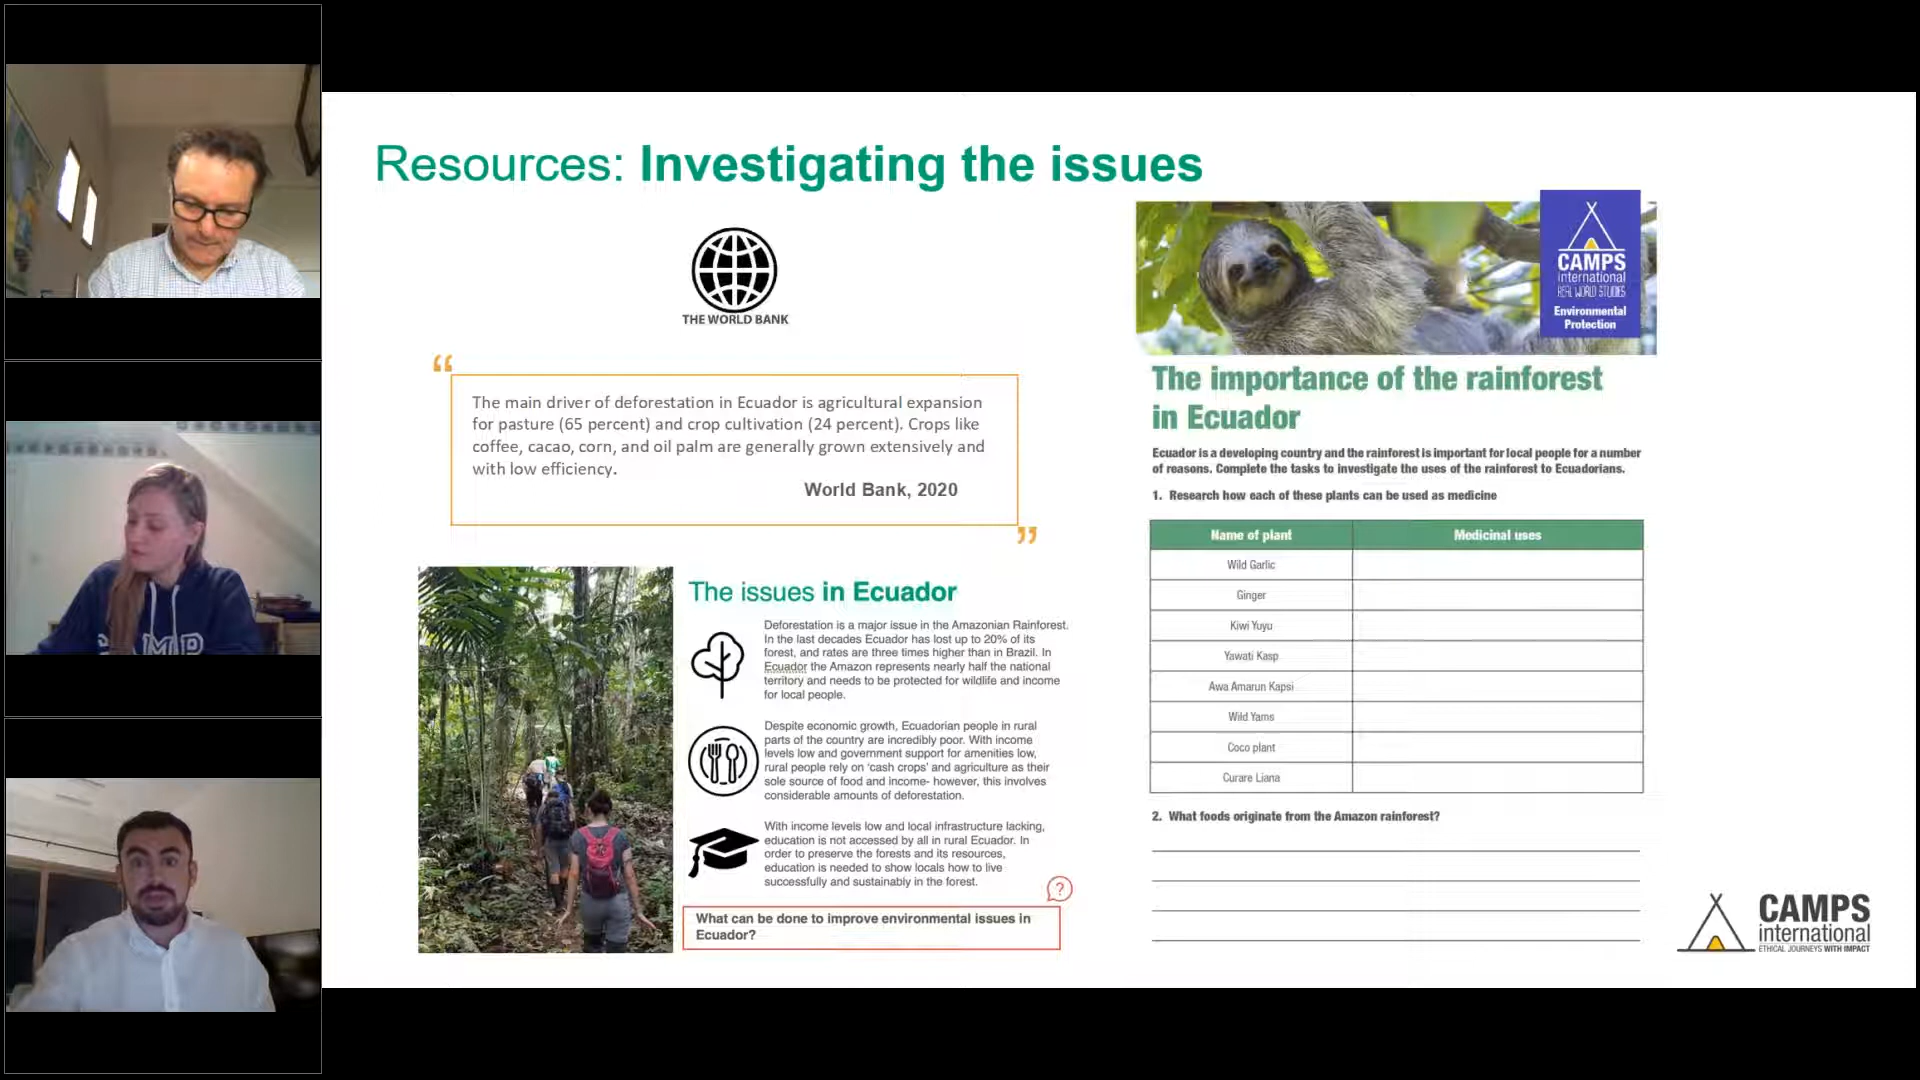 Resources: Investigating the issues
THE WORLD BANK
“
The main driver of deforestation in Ecuador is agricultural expansion
for pasture (65 percent) and crop cultivation (24 percent). Crops like
coffee, cacao, corn, and oil palm are generally grown extensively and
with low efficiency.
World Bank, 2020
”
The issues in Ecuador
Deforestation is a major issue in the Amazonian Rainforest.
In the last decades Ecuador has lost up to 20% of its
forest, and rates are three times higher than in Brazil. In
Ecuador the Amazon represents nearly half the national
territory and needs to be protected for wildlife and income
for local people.
Despite economic growth, Ecuadorian people in rural
parts of the country are incredibly poor. With income
levels low and government support for amenities low,
rural people rely on ‘cash crops’ and agriculture as their
sole source of food and income- however, this involves
considerable amounts of deforestation.
With income levels low and local infrastructure lacking,
education is not accessed by all in rural Ecuador. In
order to preserve the forests and its resources,
education is needed to show locals how to live
successfully and sustainably in the forest.
?
What can be done to improve environmental issues in
Ecuador?
CAMPS
international
REAL WORLD STUDIES
Environmental
Protection
The importance of the rainforest
in Ecuador
Ecuador is a developing country and the rainforest is important for local people for a number
of reasons. Complete the tasks to investigate the uses of the rainforest to Ecuadorians.
1. Research how each of these plants can be used as medicine
Name of plant Medicinal uses
Wild Garlic
Ginger
Kiwi Yuyu
Yawati Kasp
Awa Amarun Kapsi
Wild Yams
Coco plant
Curare Liana
2. What foods originate from the Amazon rainforest?
CAMPS
international
ETHICAL JOURNEYS WITH IMPACT